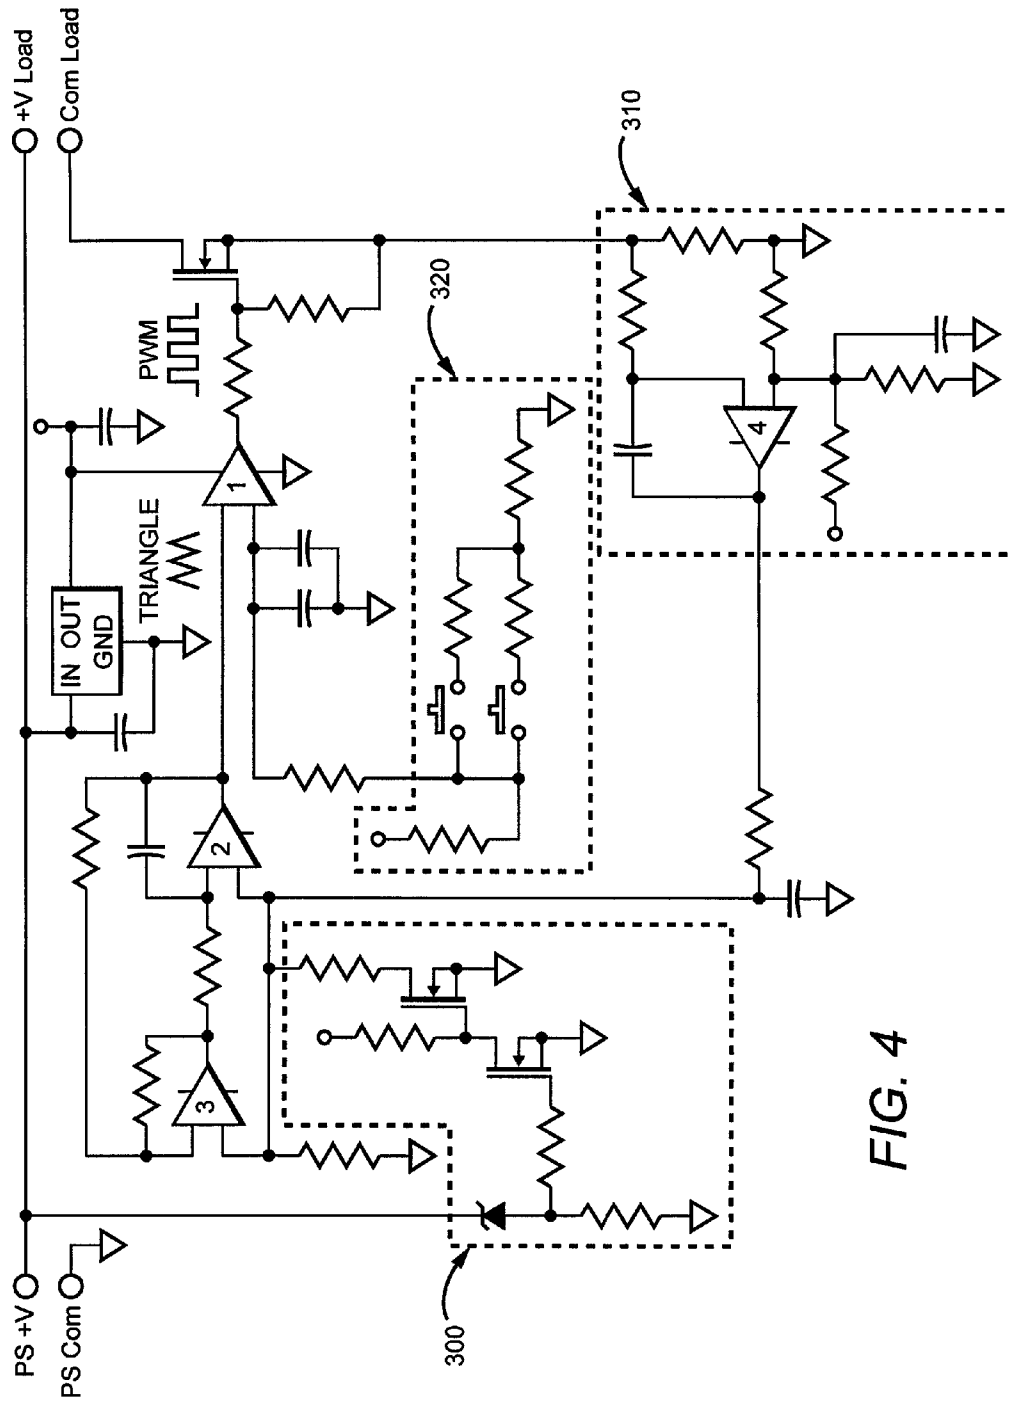 PS +V
PS Com
+V Load
Com Load
IN OUT
GND
TRIANGLE
PWM
1
2
3
4
300
310
320
FIG. 4